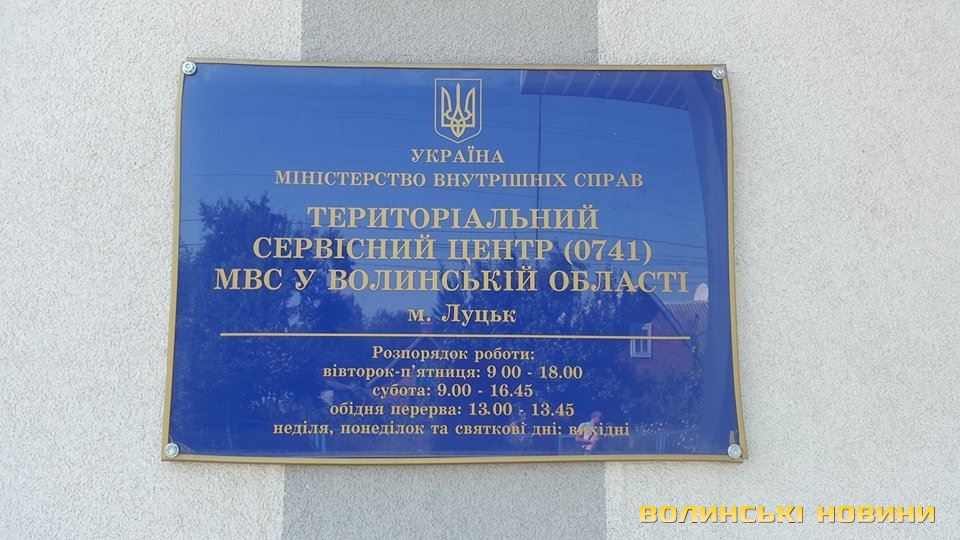 УКРАЇНА
МІНІСТЕРСТВО ВНУТРІШНІХ СПРАВ
ТЕРИТОРІАЛЬНИЙ
СЕРВІСНИЙ ЦЕНТР (0741)
МВС У ВОЛИНСЬКІЙ ОБЛАСТІ
м. Луцьк
Розпорядок роботи:
вівторок-п'ятниця: 9 00 - 18.00
субота: 9.00 - 16.45
обідня перерва: 13.00 - 13.45
неділя, понеділок та святкові дні: вихідні
ВОЛИНСЬКІ НОВИНИ